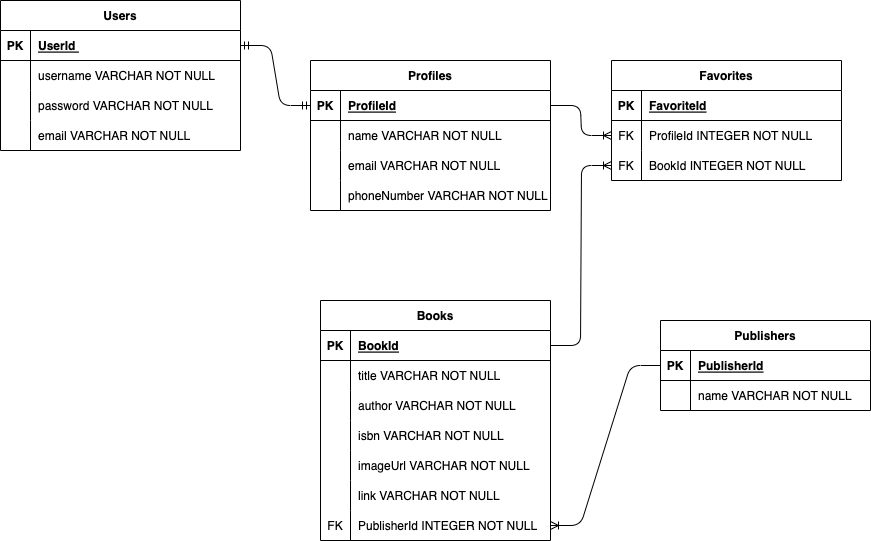 Users
PK UserId
username VARCHAR NOT NULL
password VARCHAR NOT NULL
email VARCHAR NOT NULL
Profiles
PK ProfileId
name VARCHAR NOT NULL
email VARCHAR NOT NULL
phoneNumber VARCHAR NOT NULL
Favorites
PK FavoriteId
FK ProfileId INTEGER NOT NULL
FK BookId INTEGER NOT NULL
Books
PK BookId
title VARCHAR NOT NULL
author VARCHAR NOT NULL
isbn VARCHAR NOT NULL
imageUrl VARCHAR NOT NULL
link VARCHAR NOT NULL
FK PublisherId INTEGER NOT NULL
Publishers
PK PublisherId
name VARCHAR NOT NULL